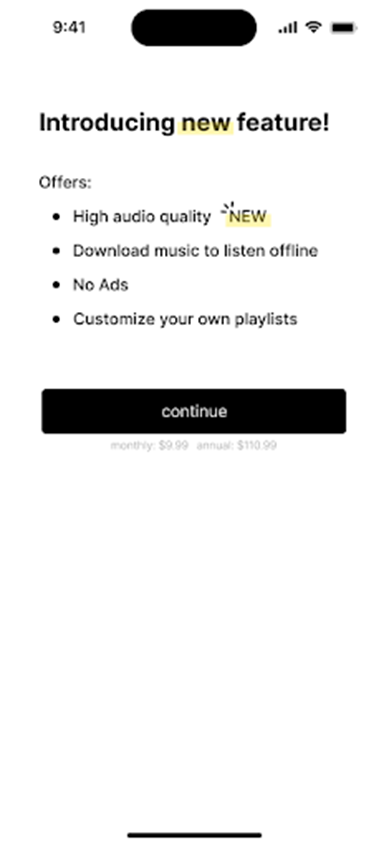 9:41
Introducing new feature!
Offers:
High audio quality NEW
Download music to listen offline
No Ads
Customize your own playlists
continue
monthly: $9.99 annual: $110.99